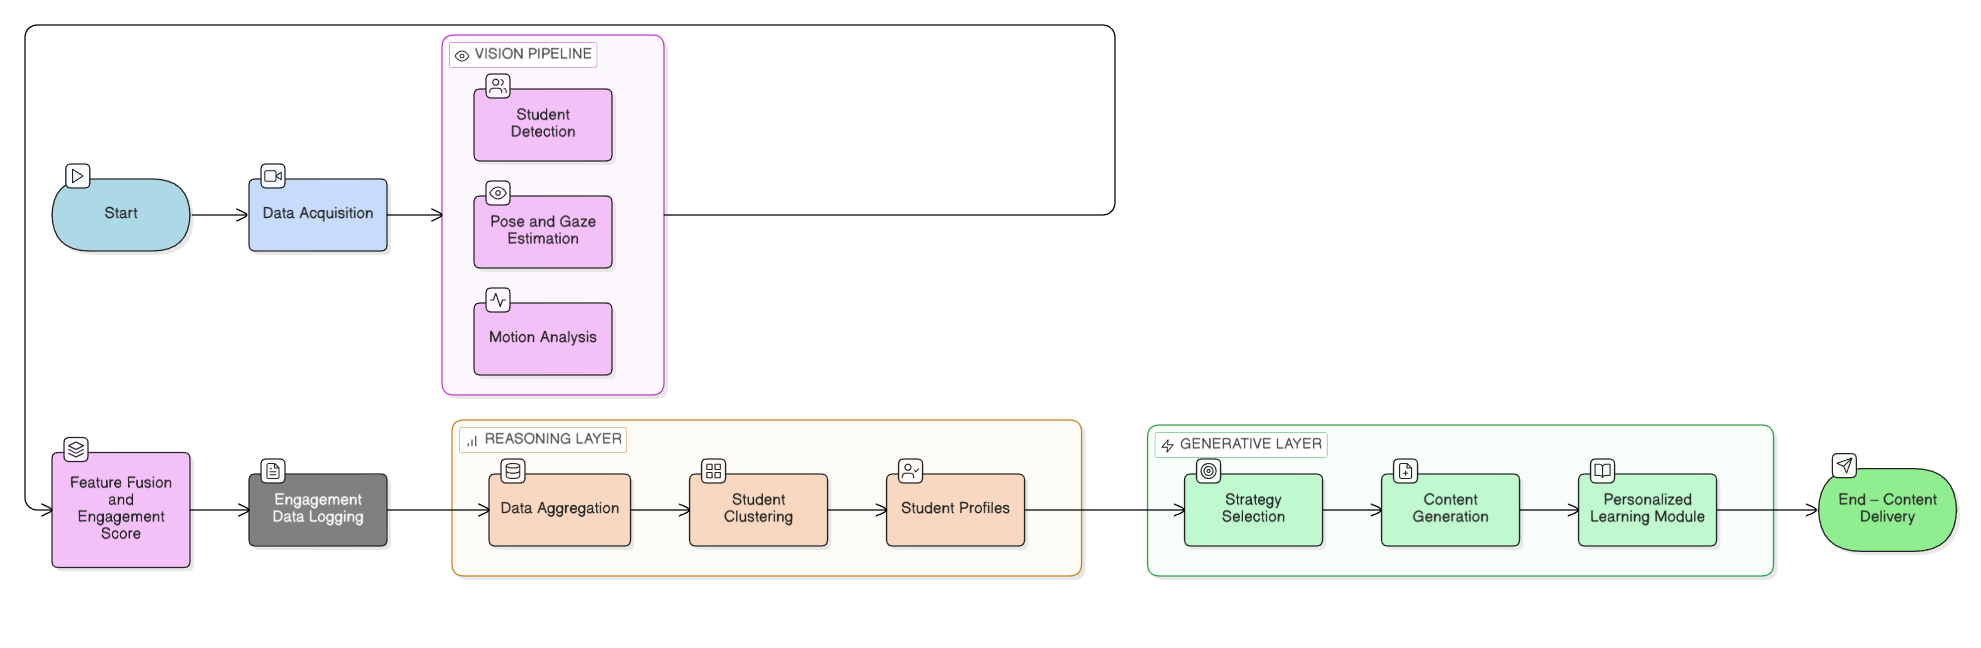 VISION PIPELINE
Student
Detection
Start
Data Acquisition
Pose and Gaze
Estimation
Motion Analysis
Feature Fusion
and
Engagement
Score
Engagement
Data Logging
REASONING LAYER
Data Aggregation
Student
Clustering
Student Profiles
GENERATIVE LAYER
Strategy
Selection
Content
Generation
Personalized
Learning Module
End – Content
Delivery